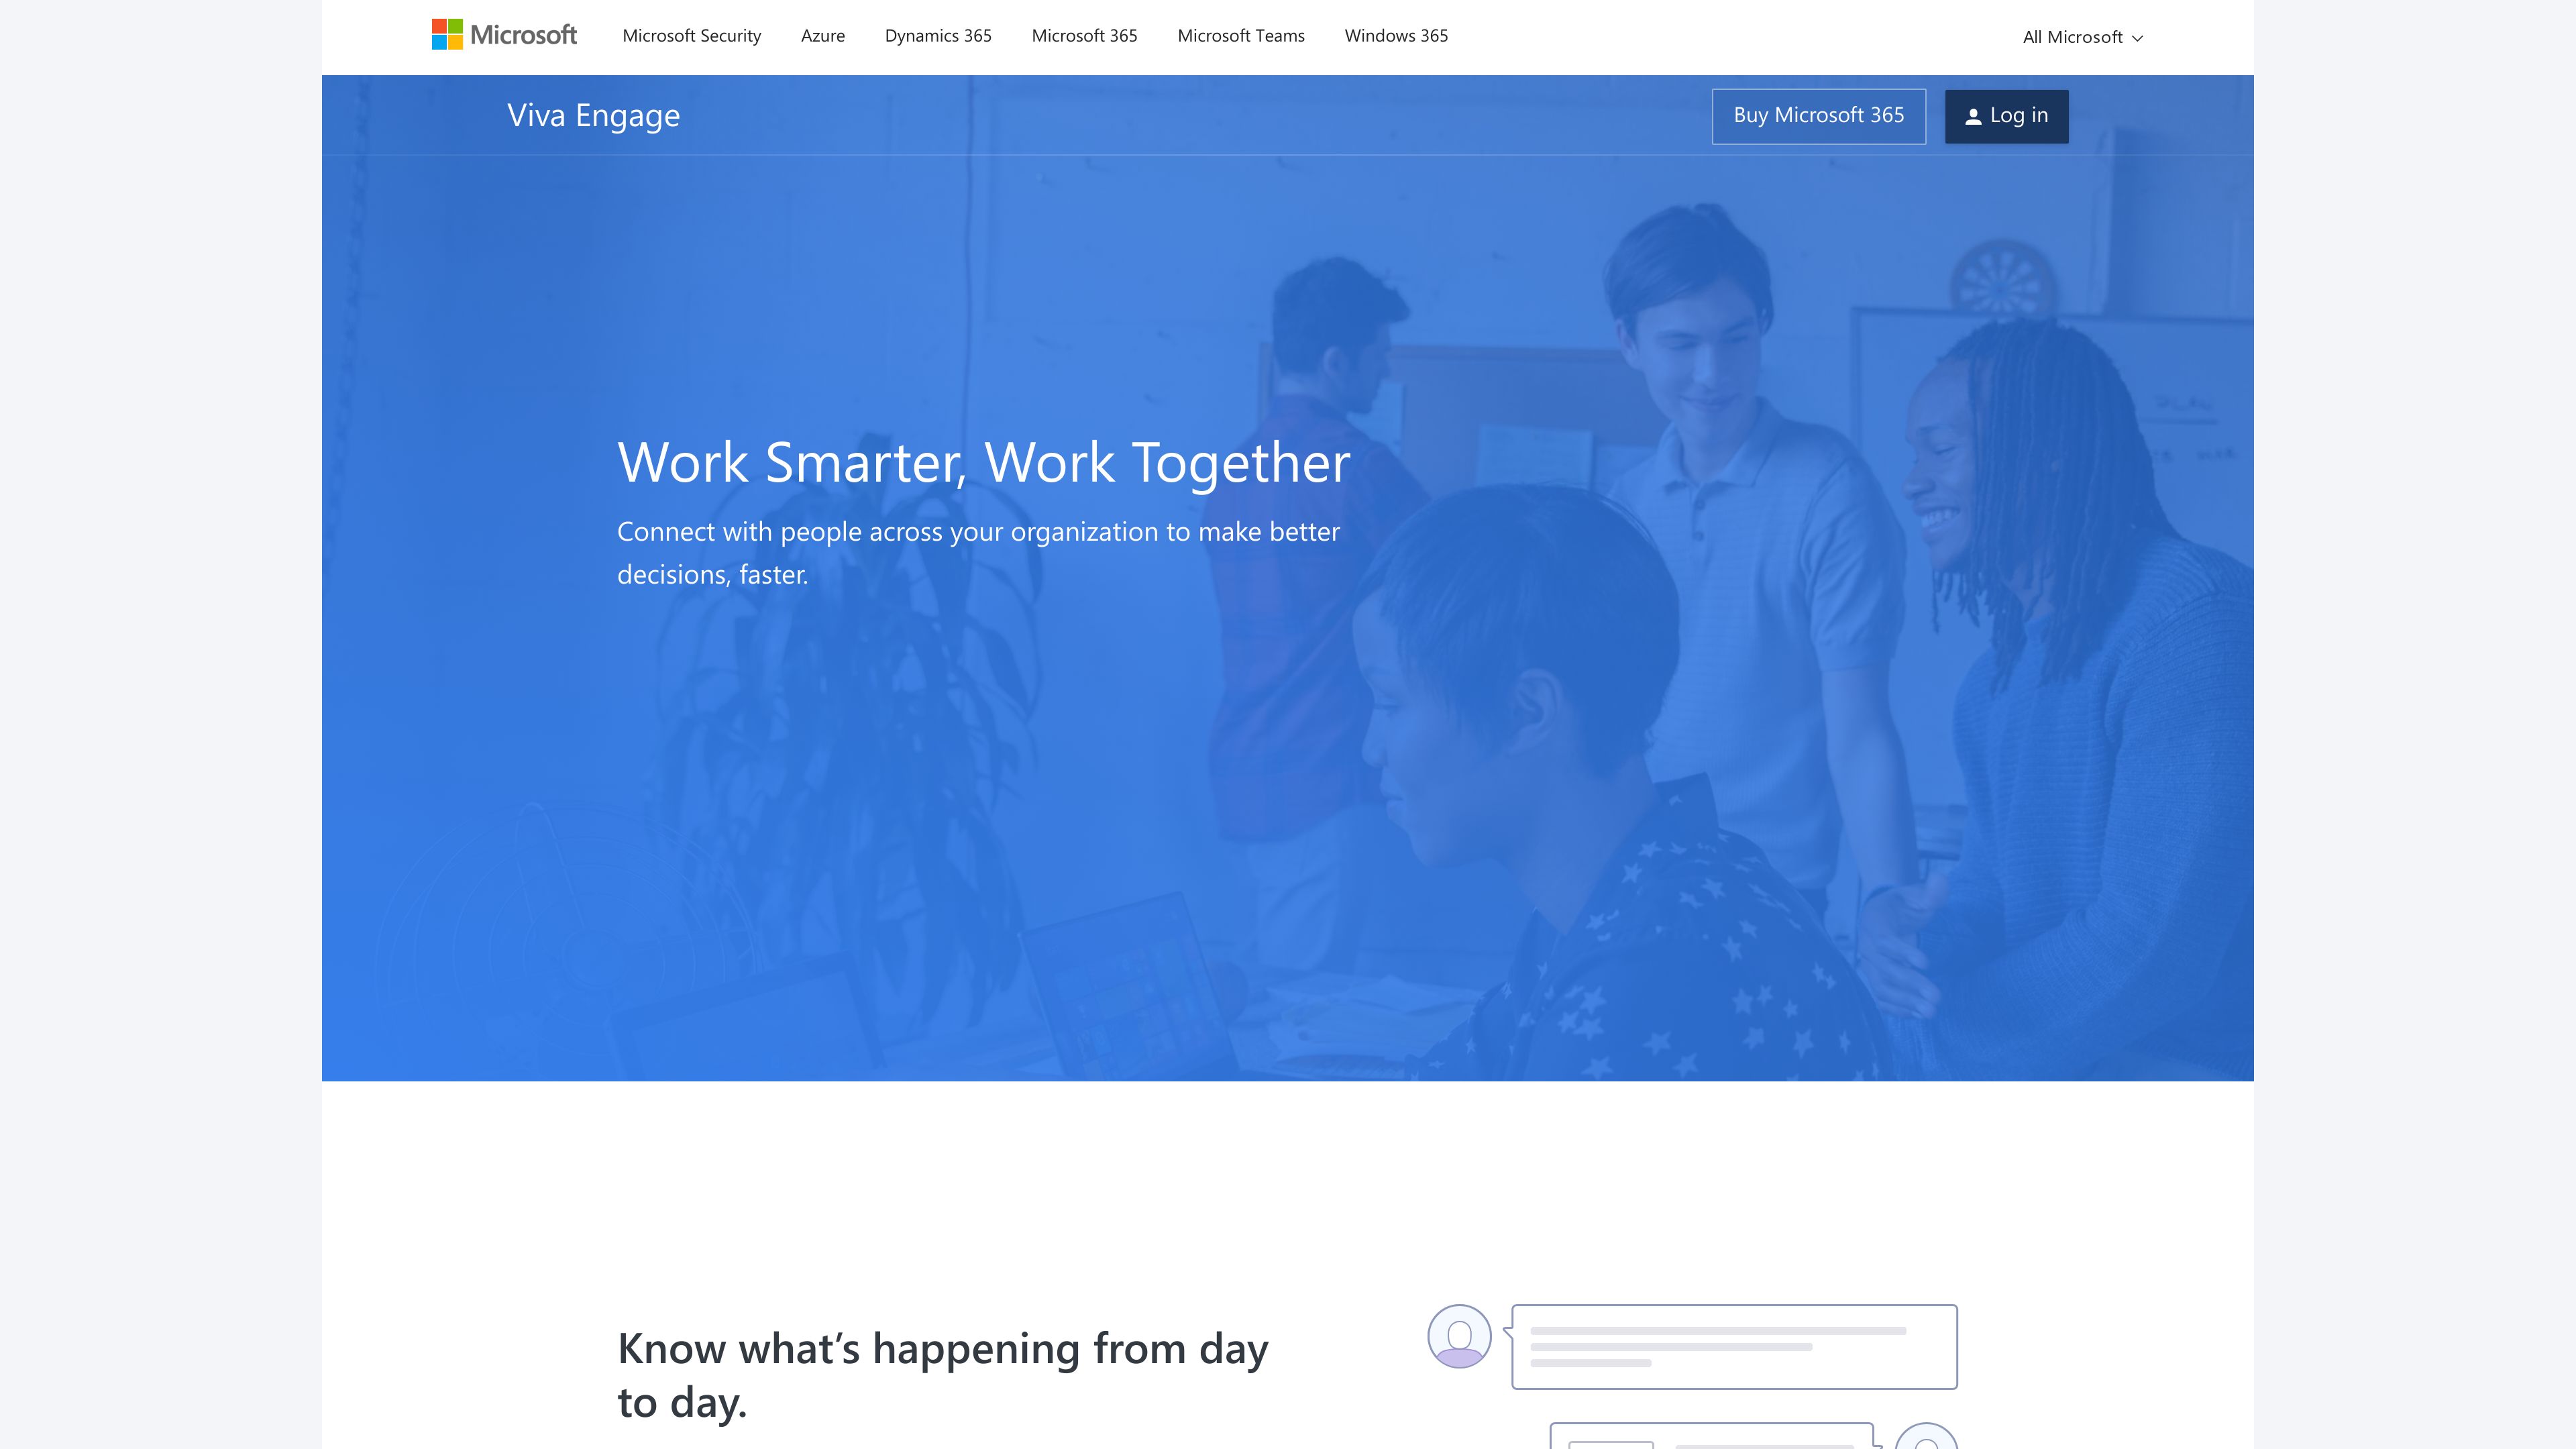 Microsoft
Microsoft Security
Azure
Dynamics 365
Microsoft 365
Microsoft Teams
Windows 365
All Microsoft
Viva Engage
Buy Microsoft 365
Log in
Work Smarter, Work Together
Connect with people across your organization to make better
decisions, faster.
Know what’s happening from day
to day.